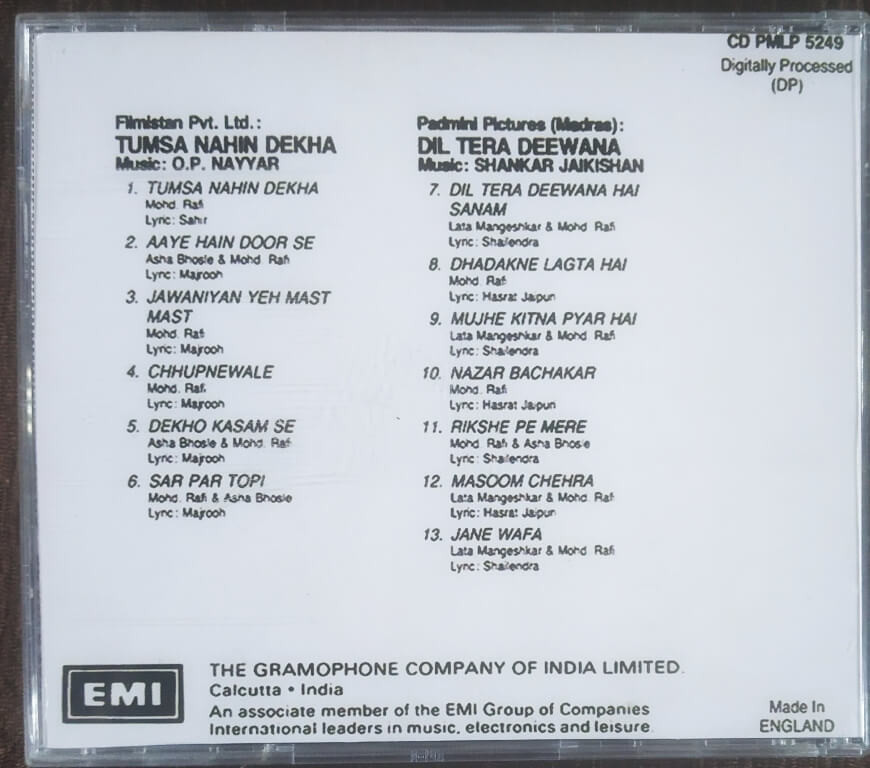 CD PMLP 5249
Digitally Processed
(DP)
Filmistan Pvt. Ltd.:
TUMSA NAHIN DEKHA
Music: O.P. NAYYAR
1. TUMSA NAHIN DEKHA
Mohd. Rafi
Lyric: Sahir
2. AAYE HAIN DOOR SE
Asha Bhosle & Mohd. Rafi
Lyric: Majrooh
3. JAWANIYAN YEH MAST
MAST
Mohd. Rafi
Lyric: Majrooh
4. CHHUPNEWALE
Mohd. Rafi
Lyric: Majrooh
5. DEKHO KASAM SE
Asha Bhosle & Mohd. Rafi
Lyric: Majrooh
6. SAR PAR TOPI
Mohd. Rafi & Asha Bhosle
Lyric: Majrooh
Padmini Pictures (Madras):
DIL TERA DEEWANA
Music: SHANKAR JAIKISHAN
7. DIL TERA DEEWANA HAI
SANAM
Lata Mangeshkar & Mohd. Rafi
Lyric: Shailendra
8. DHADAKNE LAGTA HAI
Mohd. Rafi
Lyric: Hasrat Jaipuri
9. MUJHE KITNA PYAR HAI
Lata Mangeshkar & Mohd. Rafi
Lyric: Shailendra
10. NAZAR BACHAKAR
Mohd. Rafi
Lyric: Hasrat Jaipuri
11. RIKSHE PE MERE
Mohd. Rafi & Asha Bhosle
Lyric: Shailendra
12. MASOOM CHEHRA
Lata Mangeshkar & Mohd. Rafi
Lyric: Hasrat Jaipuri
13. JANE WAFA
Lata Mangeshkar & Mohd. Rafi
Lyric: Shailendra
EMI
THE GRAMOPHONE COMPANY OF INDIA LIMITED.
Calcutta • India
An associate member of the EMI Group of Companies
International leaders in music, electronics and leisure.
Made In
ENGLAND